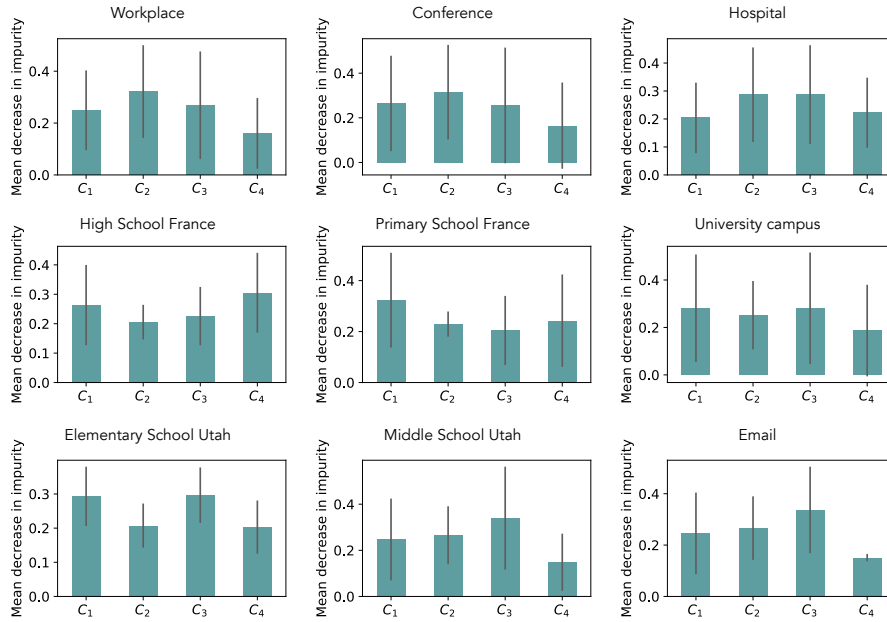 Workplace
Conference
Hospital
Mean decrease in impurity
0.4
0.2
0.0
C1 C2 C3 C4
Mean decrease in impurity
0.4
0.2
0.0
C1 C2 C3 C4
Mean decrease in impurity
0.4
0.3
0.2
0.1
0.0
C1 C2 C3 C4
High School France
Primary School France
University campus
Mean decrease in impurity
0.4
0.3
0.2
0.1
0.0
C1 C2 C3 C4
Mean decrease in impurity
0.4
0.2
0.0
C1 C2 C3 C4
Mean decrease in impurity
0.4
0.2
0.0
C1 C2 C3 C4
Elementary School Utah
Middle School Utah
Email
Mean decrease in impurity
0.3
0.2
0.1
0.0
C1 C2 C3 C4
Mean decrease in impurity
0.4
0.2
0.0
C1 C2 C3 C4
Mean decrease in impurity
0.4
0.2
0.0
C1 C2 C3 C4